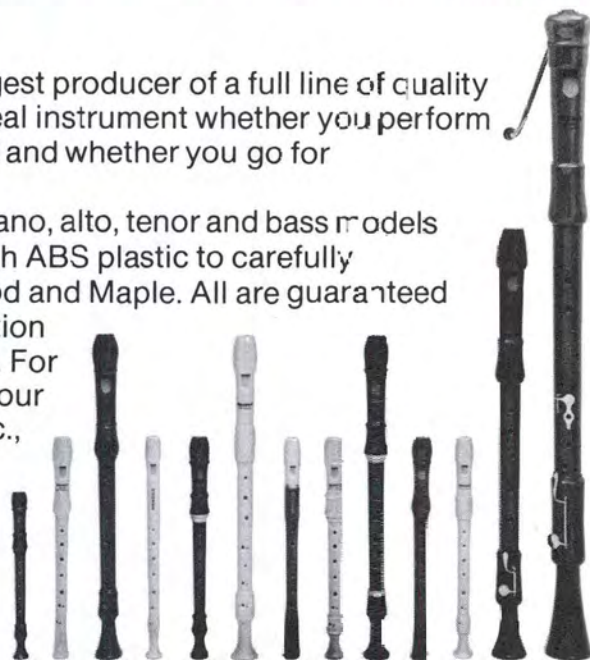 gest producer of a full line of quality
eal instrument whether you perform
and whether you go for
ano, alto, tenor and bass models
h ABS plastic to carefully
od and Maple. All are guaranteed
tion
. For
our
c.,